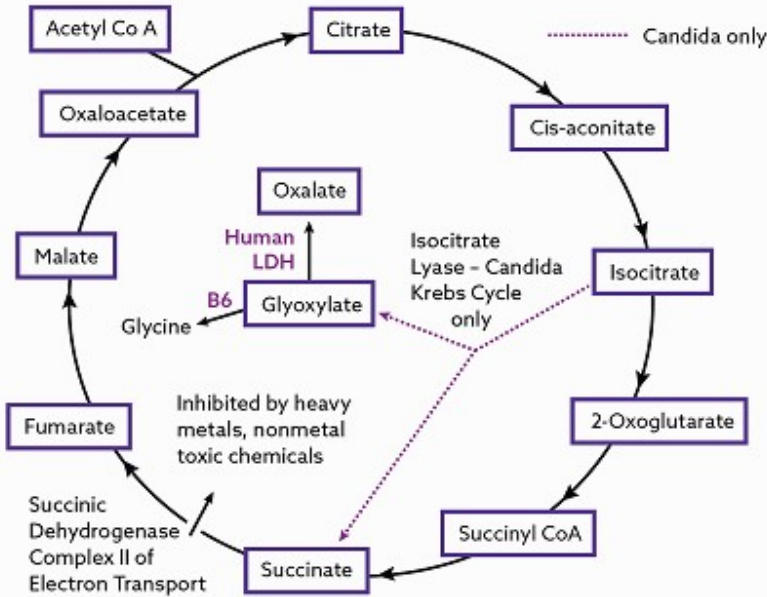 Acetyl Co A
Citrate
Candida only
Oxaloacetate
Cis-aconitate
Oxalate
Human
LDH
Isocitrate
Lyase – Candida
Krebs Cycle
only
Malate
Isocitrate
B6
Glyoxylate
Glycine
Inhibited by heavy
metals, nonmetal
toxic chemicals
Fumarate
2-Oxoglutarate
Succinic
Dehydrogenase
Complex II of
Electron Transport
Succinyl CoA
Succinate